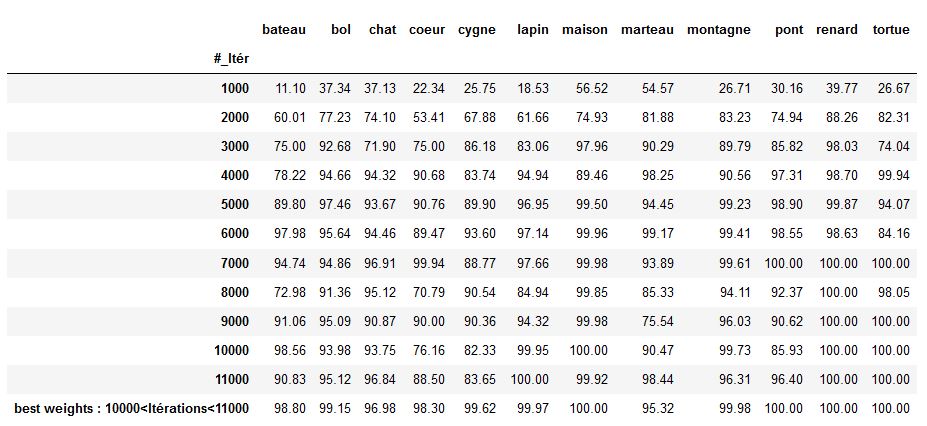 bateau bol chat coeur cygne lapin maison marteau montagne pont renard tortue
#_Itér
1000 11.10 37.34 37.13 22.34 25.75 18.53 56.52 54.57 26.71 30.16 39.77 26.67
2000 60.01 77.23 74.10 53.41 67.88 61.66 74.93 81.88 83.23 74.94 88.26 82.31
3000 75.00 92.68 71.90 75.00 86.18 83.06 97.96 90.29 89.79 85.82 98.03 74.04
4000 78.22 94.66 94.32 90.68 83.74 94.94 89.46 98.25 90.56 97.31 98.70 99.94
5000 89.80 97.46 93.67 90.76 89.90 96.95 99.50 94.45 99.23 98.90 99.87 94.07
6000 97.98 95.64 94.46 89.47 93.60 97.14 99.96 99.17 99.41 98.55 98.63 84.16
7000 94.74 94.86 96.91 99.94 88.77 97.66 99.98 93.89 99.61 100.00 100.00 100.00
8000 72.98 91.36 95.12 70.79 90.54 84.94 99.85 85.33 94.11 92.37 100.00 98.05
9000 91.06 95.09 90.87 90.00 90.36 94.32 99.98 75.54 96.03 90.62 100.00 100.00
10000 98.56 93.98 93.75 76.16 82.33 99.95 100.00 90.47 99.73 85.93 100.00 100.00
11000 90.83 95.12 96.84 88.50 83.65 100.00 99.92 98.44 96.31 96.40 100.00 100.00
best weights : 10000<Itérations<11000 98.80 99.15 96.98 98.30 99.62 99.97 100.00 95.32 99.98 100.00 100.00 100.00